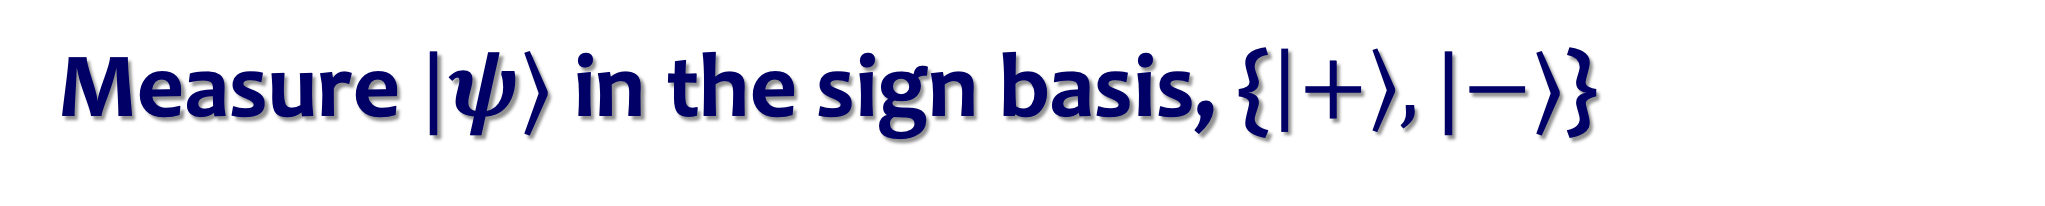 Measure |ψ⟩ in the sign basis, {|+⟩, |−⟩}